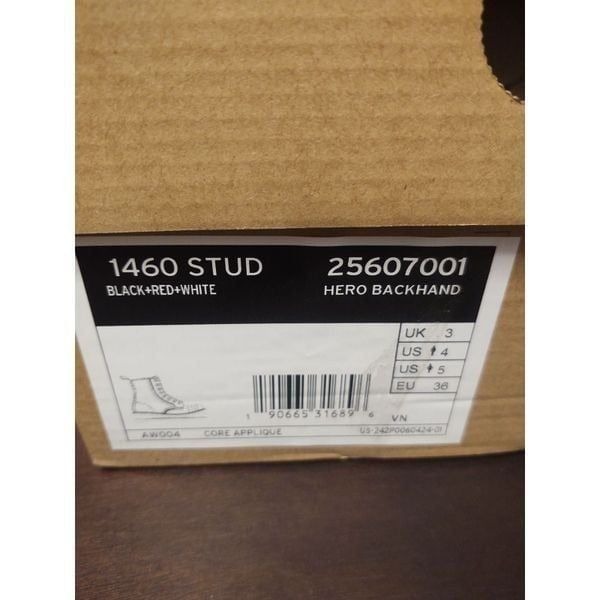 1460 STUD 25607001
BLACK+RED+WHITE HERO BACKHAND
UK 3
US 4
US 5
EU 36
1 90665 31689 6 VN
AW004 CORE APPLIQUE US-242P0060424-01